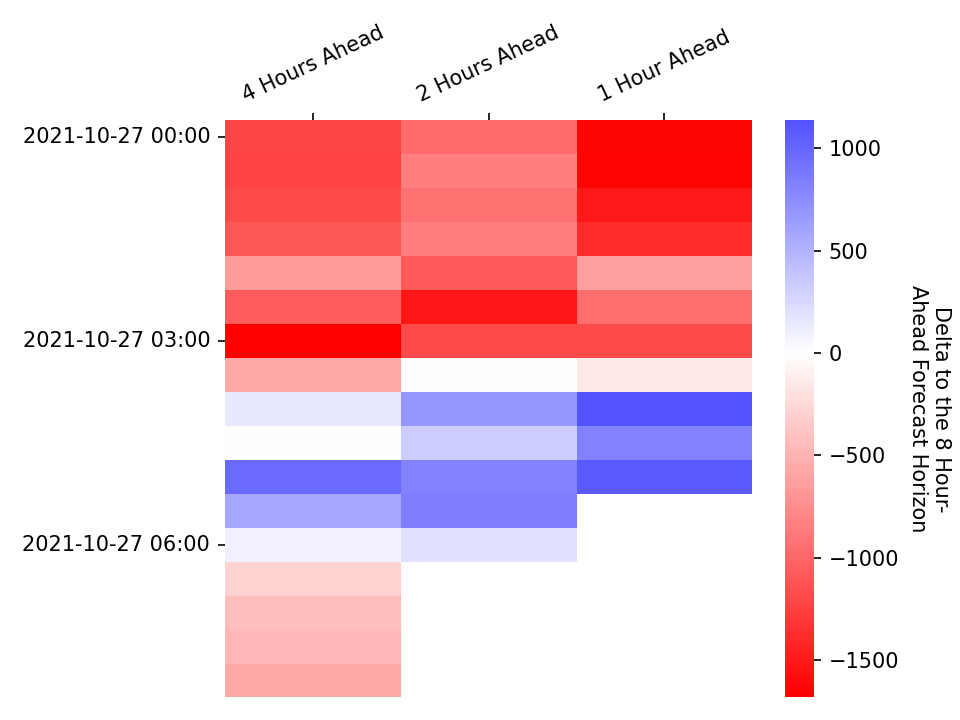 4 Hours Ahead
2 Hours Ahead
1 Hour Ahead
2021-10-27 00:00
2021-10-27 03:00
2021-10-27 06:00
1000
500
0
−500
−1000
−1500
Delta to the 8 Hour-
Ahead Forecast Horizon